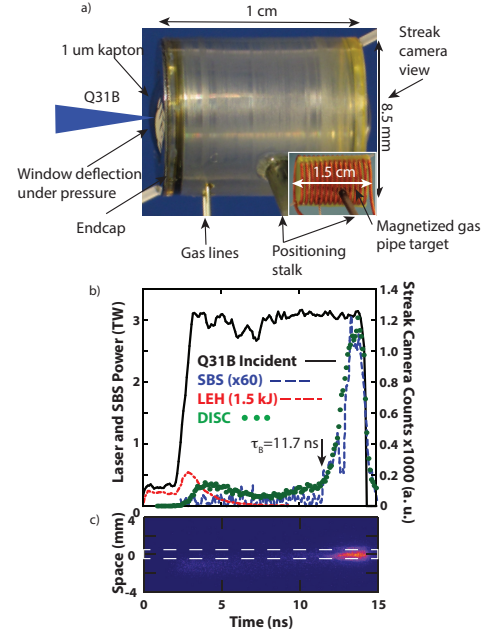 a)
1 cm
1 um kapton
Streak
camera
view
Q31B
8.5 mm
Window deflection
under pressure
1.5 cm
Endcap
Magnetized gas
pipe target
Gas lines
Positioning
stalk
b)
Laser and SBS Power (TW)
3
2
1
0
Q31B Incident
SBS (x60)
LEH (1.5 kJ)
DISC
τB=11.7 ns
1.2
1.0
0.8
0.6
0.4
0.2
0
Streak Camera Counts x1000 (a. u.)
c)
Space (mm)
4
0
-4
0
5
10
15
Time (ns)